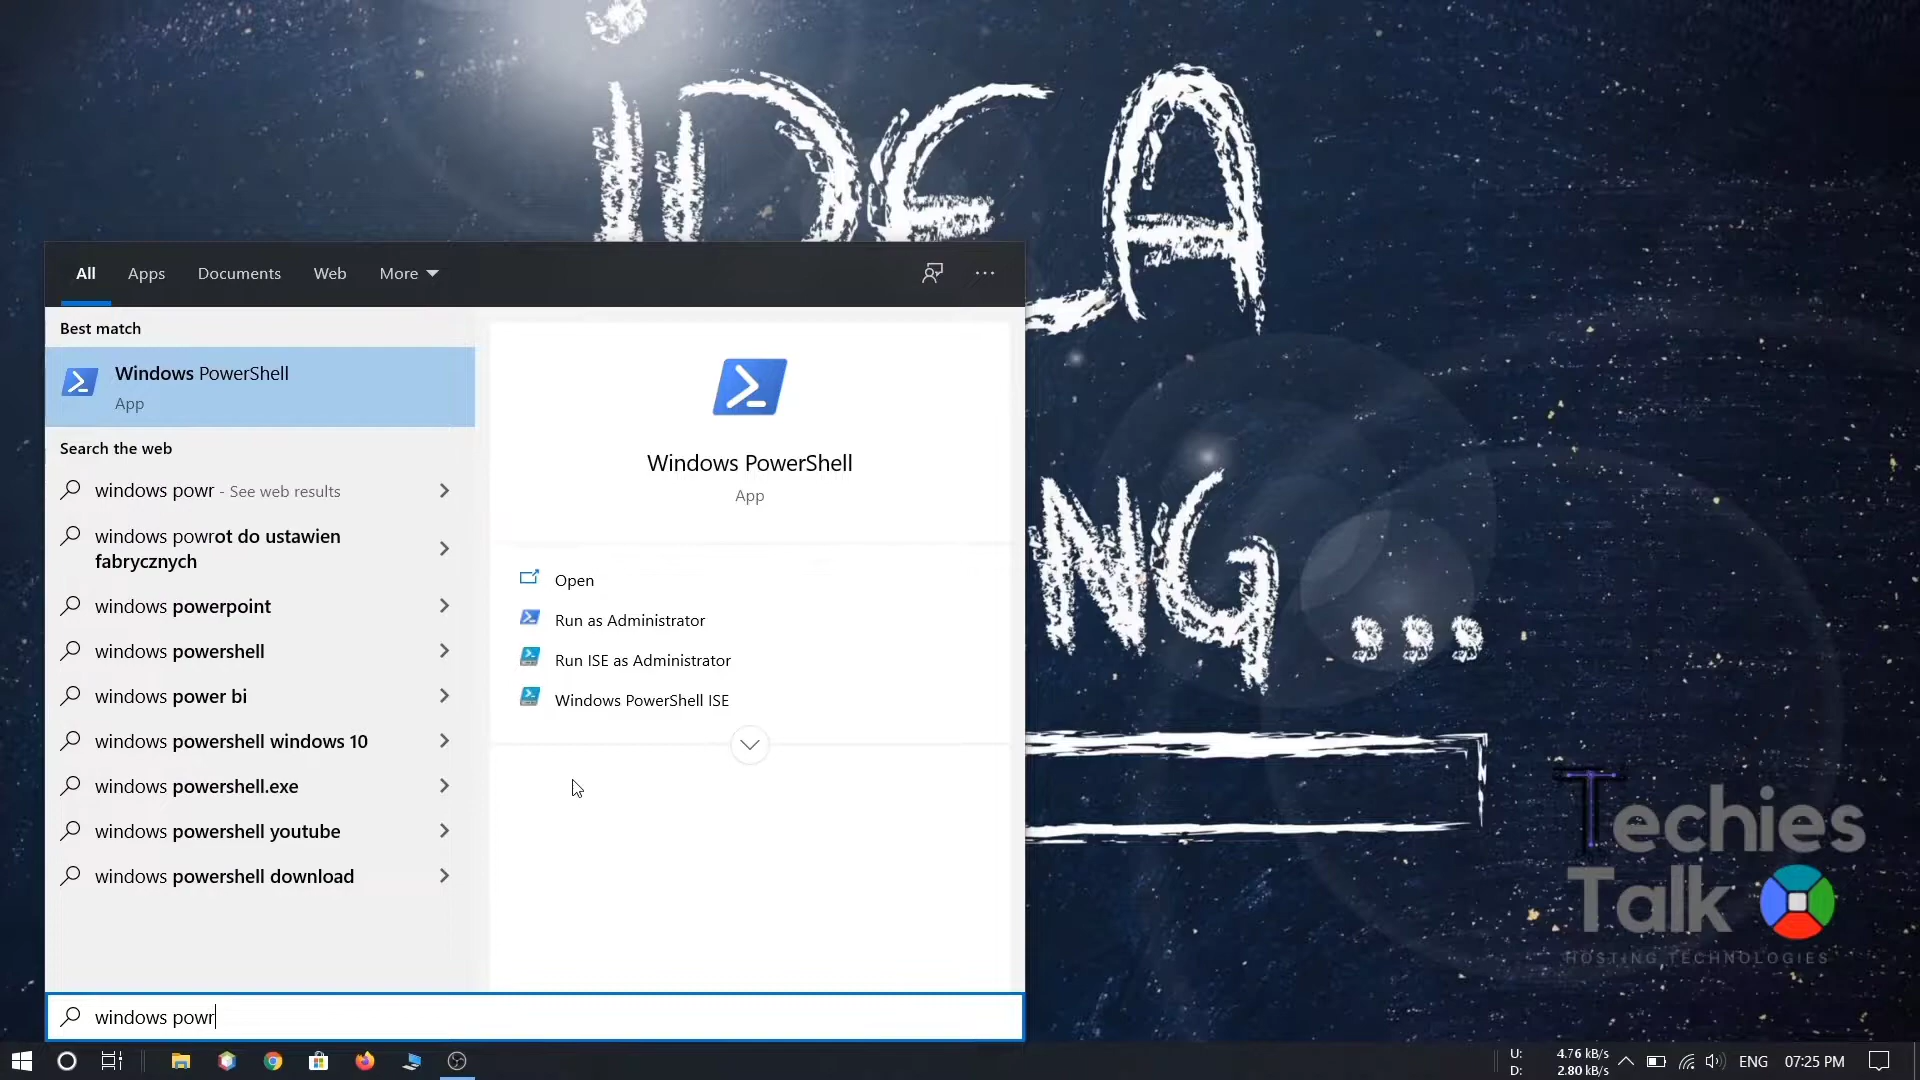 IDEA
All
Apps
Documents
Web
More
Best match
Windows PowerShell
App
Search the web
windows powr - See web results
windows powrot do ustawien
fabrycznych
windows powerpoint
windows powershell
windows power bi
windows powershell windows 10
windows powershell.exe
windows powershell youtube
windows powershell download
Windows PowerShell
App
Open
Run as Administrator
Run ISE as Administrator
Windows PowerShell ISE
NG ...
Techies
Talk
HOSTING TECHNOLOGIES
windows powr
U: 4.76 kB/s
D: 2.80 kB/s
ENG
07:25 PM